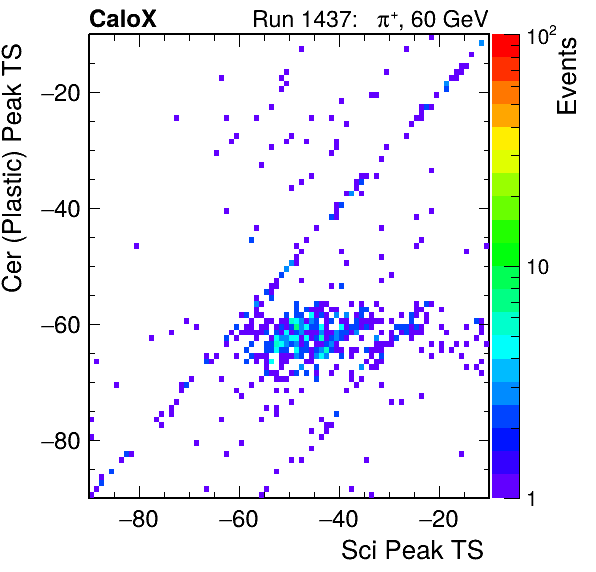 CaloX Run 1437: π⁺, 60 GeV
Cer (Plastic) Peak TS
−20
−40
−60
−80
−80 −60 −40 −20
Sci Peak TS
10²
10
1
Events